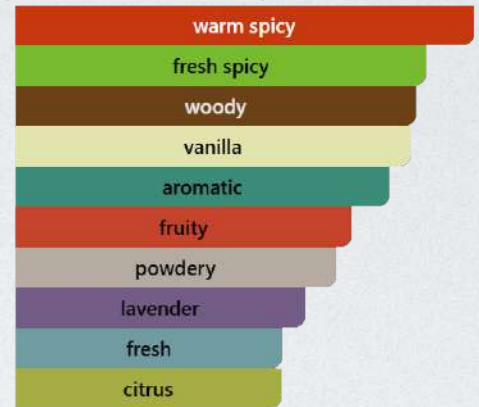 warm spicy
fresh spicy
woody
vanilla
aromatic
fruity
powdery
lavender
fresh
citrus